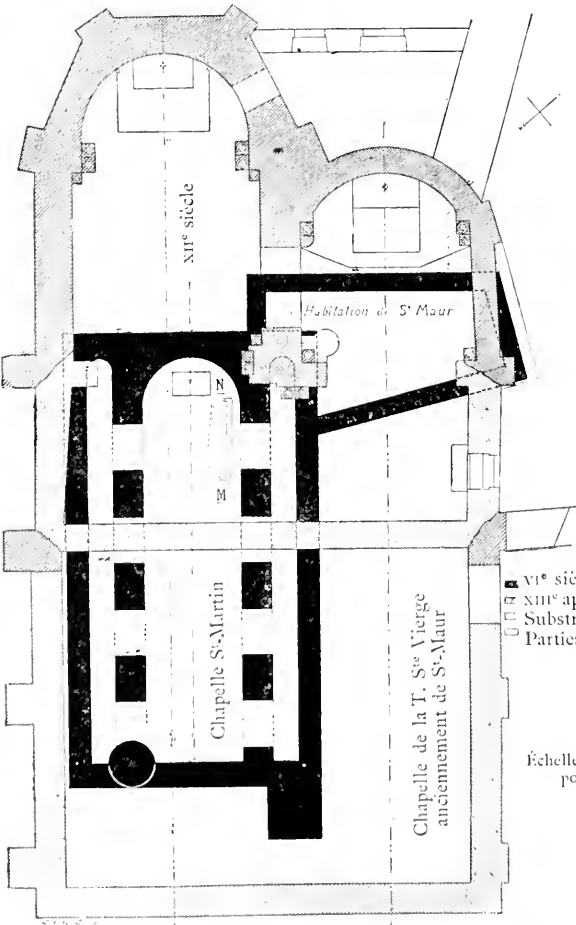 XIIe siècle
Habitation de St Maur
N
M
Chapelle St-Martin
Chapelle de la T. Ste Vierge
anciennement de St-Maur
VIe siè
XIIIe ap
Substr
Partie
Échelle
po